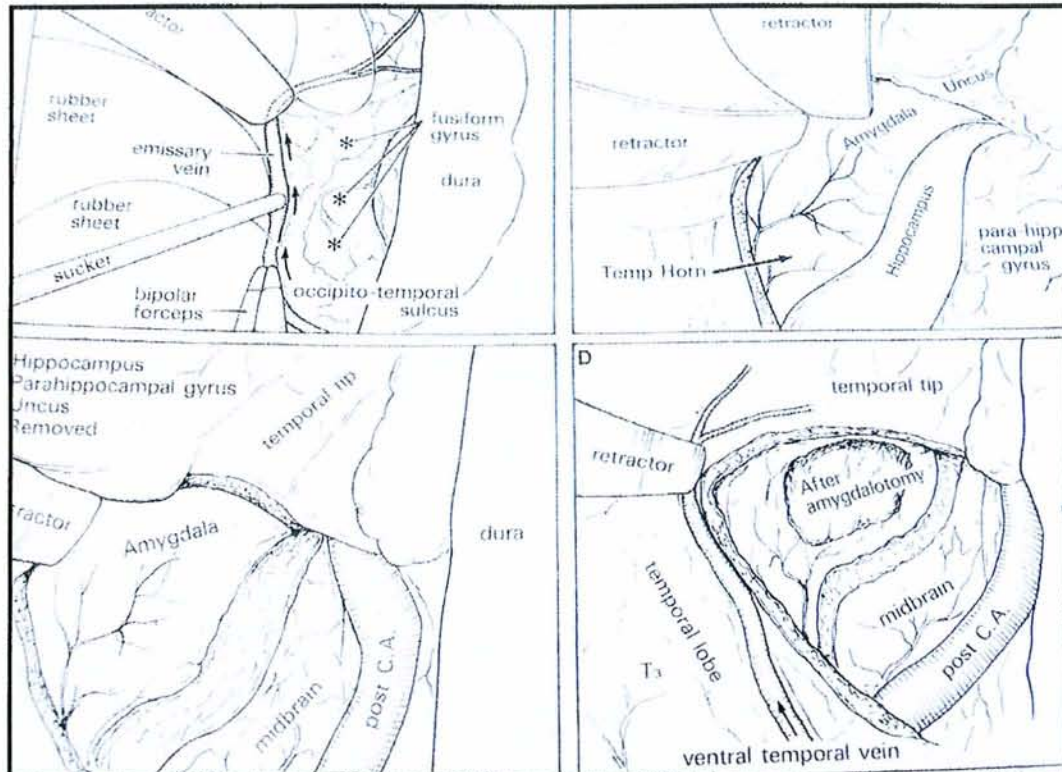 actor
rubber
sheet
emissary
vein
rubber
sheet
sucker
bipolar
forceps
*
*
*
fusiform
gyrus
dura
occipito-temporal
sulcus
retractor
retractor
Uncus
Amygdala
Hippocampus
para-hipp
campal
gyrus
Temp Horn
Hippocampus
Parahippocampal gyrus
Uncus
Removed
temporal tip
tractor
Amygdala
dura
midbrain
post C.A.
D
temporal tip
retractor
After
amygdalotomy
temporal lobe
midbrain
post C.A.
T3
ventral temporal vein